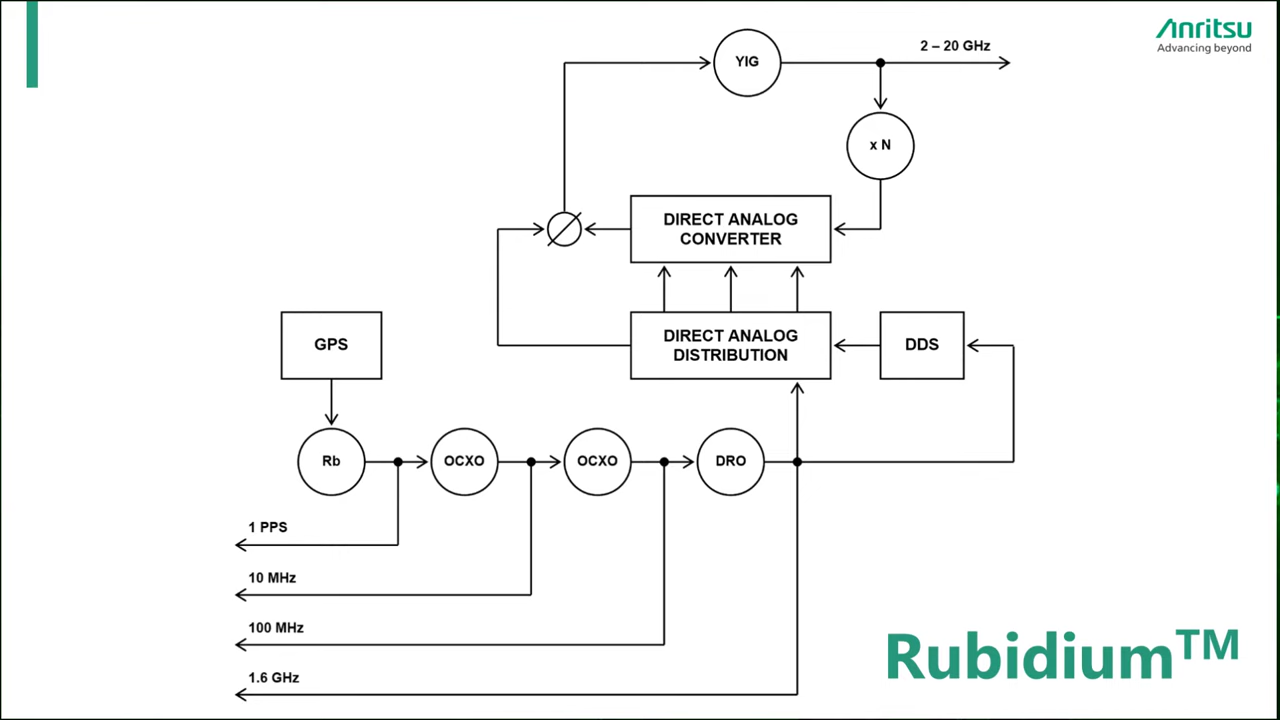 Anritsu
Advancing beyond
2 – 20 GHz
YIG
x N
DIRECT ANALOG
CONVERTER
DIRECT ANALOG
DISTRIBUTION
DDS
GPS
Rb
OCXO
OCXO
DRO
1 PPS
10 MHz
100 MHz
1.6 GHz
Rubidium™